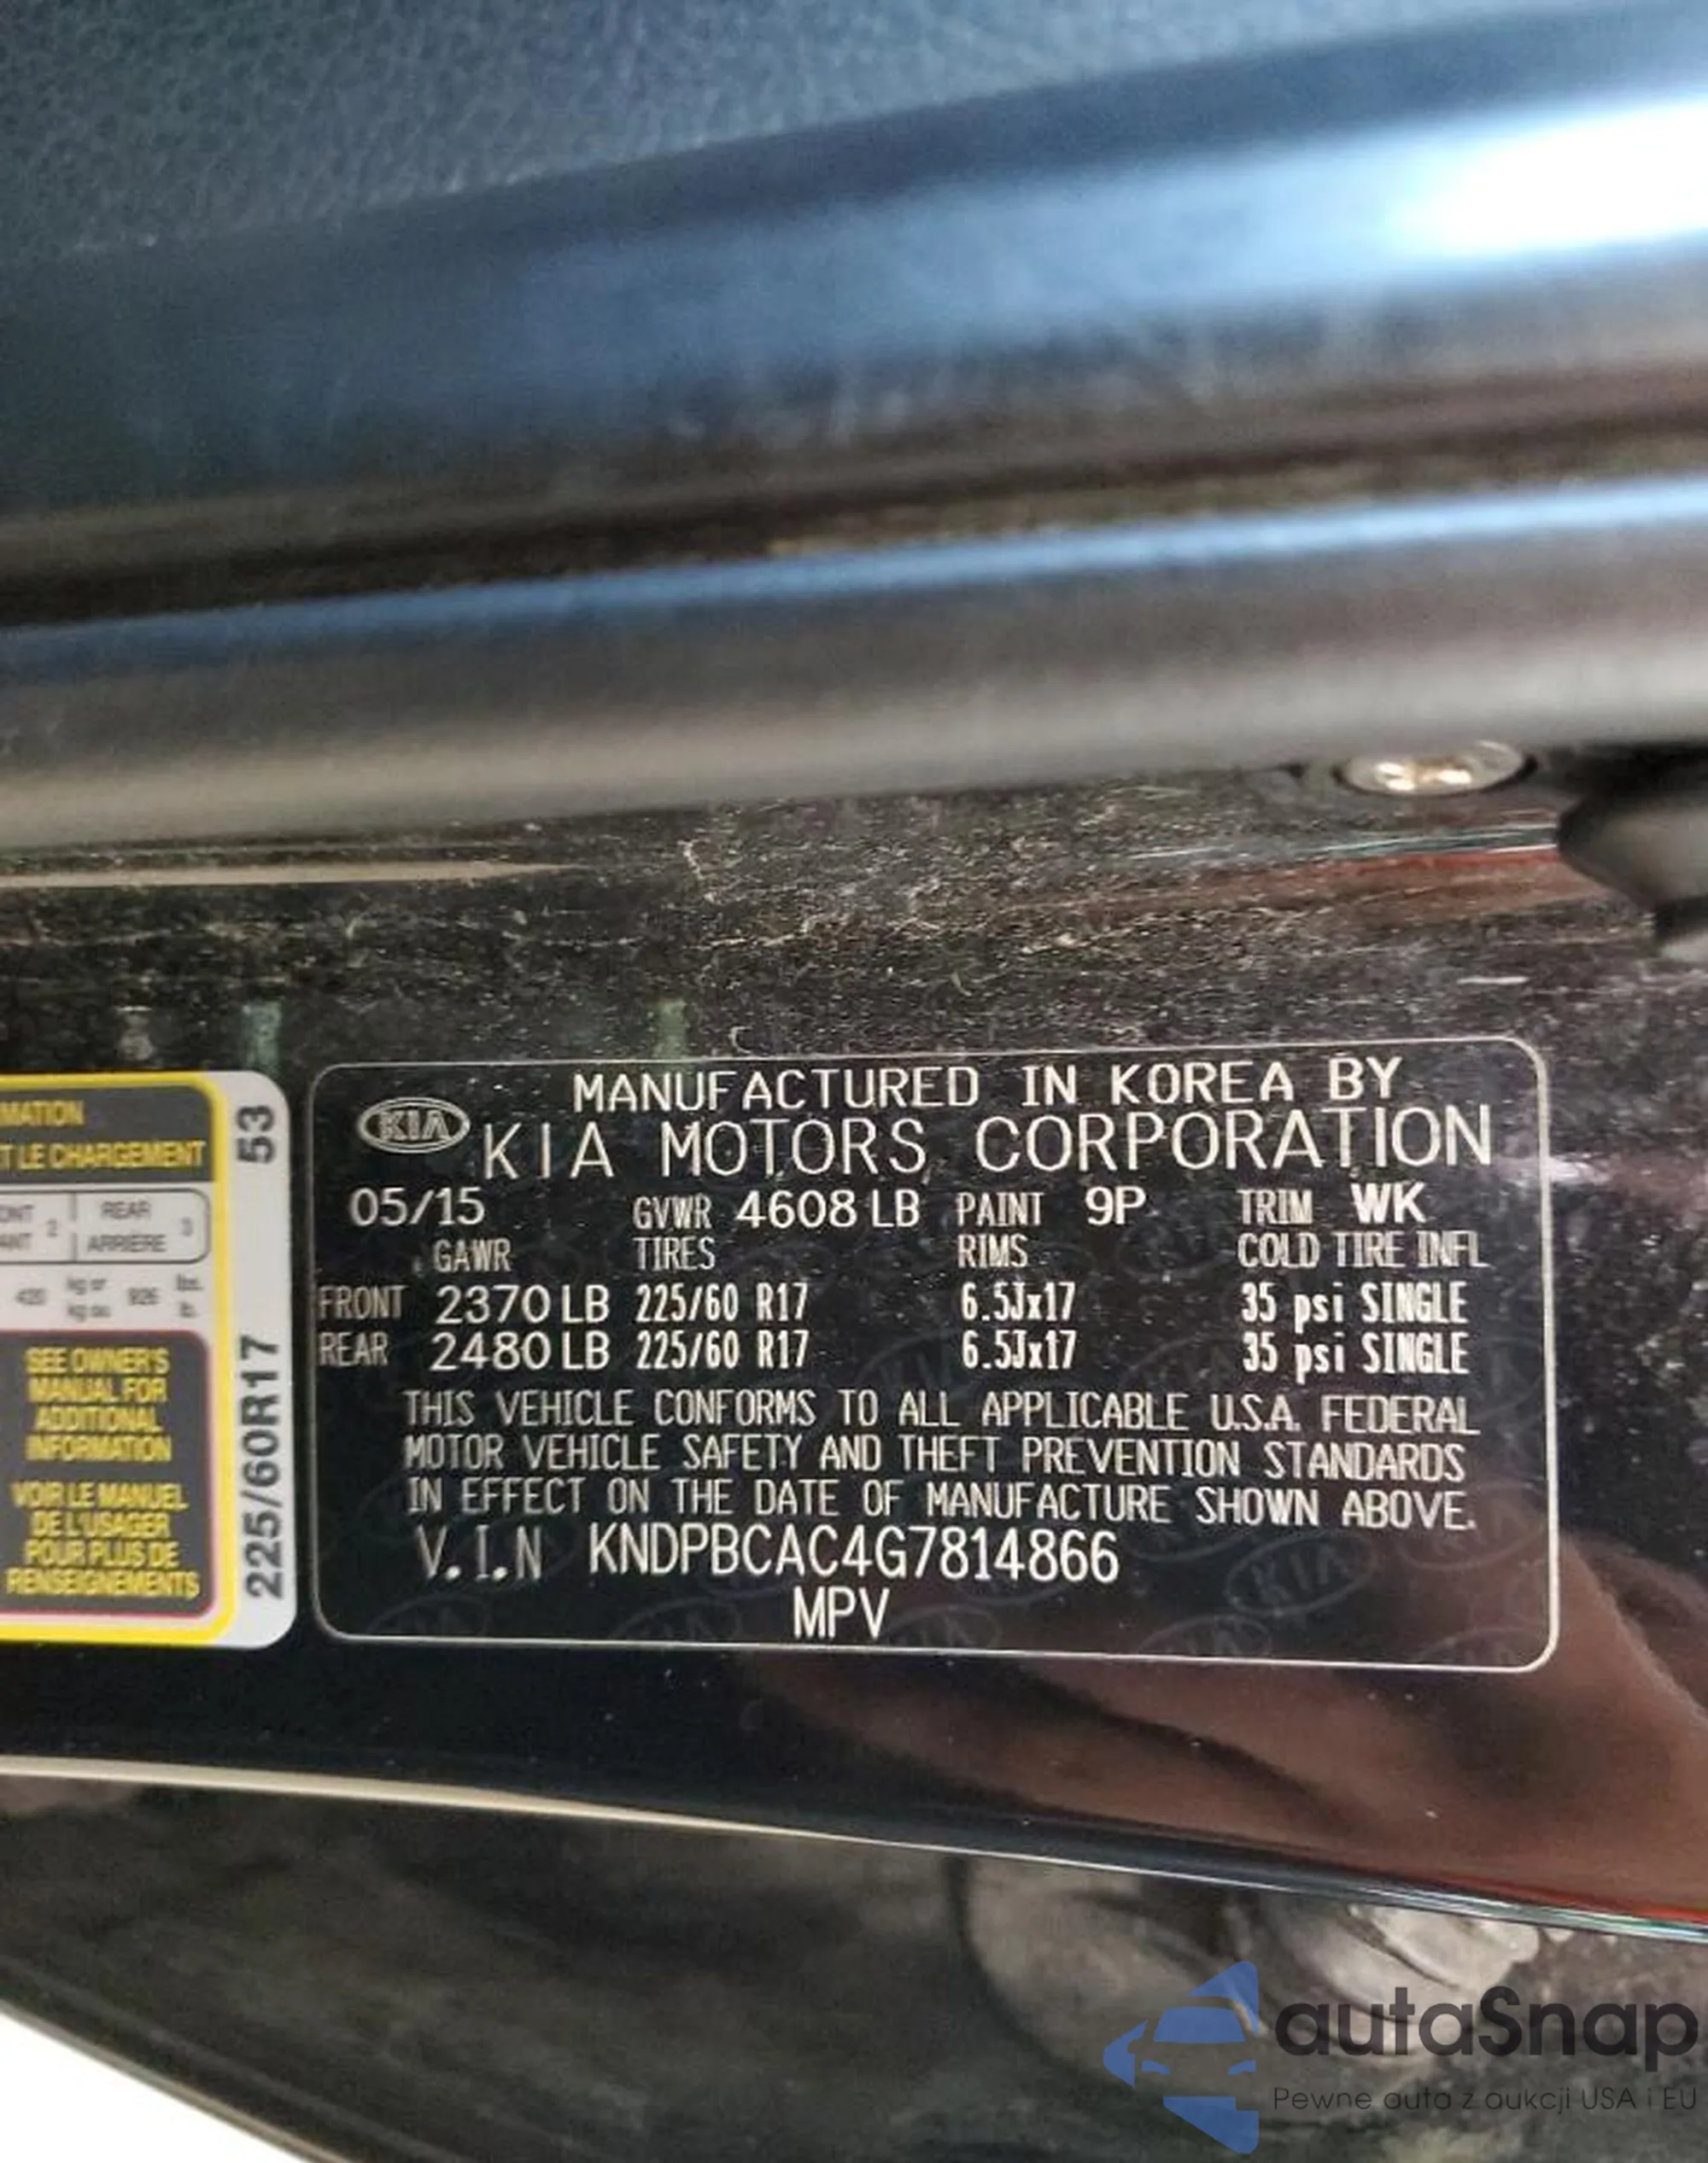 MATION
T LE CHARGEMENT
REAR
ARRIÈRE
SEE OWNER'S
MANUAL FOR
ADDITIONAL
INFORMATION
VOIR LE MANUEL
DE L'USAGER
POUR PLUS DE
RENSEIGNEMENTS
225/60R17 53
MANUFACTURED IN KOREA BY
KIA KIA MOTORS CORPORATION
05/15 GVWR 4608 LB PAINT 9P TRIM WK
GAWR TIRES RIMS COLD TIRE INFL
FRONT 2370 LB 225/60 R17 6.5Jx17 35 psi SINGLE
REAR 2480 LB 225/60 R17 6.5Jx17 35 psi SINGLE
THIS VEHICLE CONFORMS TO ALL APPLICABLE U.S.A. FEDERAL
MOTOR VEHICLE SAFETY AND THEFT PREVENTION STANDARDS
IN EFFECT ON THE DATE OF MANUFACTURE SHOWN ABOVE.
V.I.N KNDPBCAC4G7814866
MPV
autaSnap
Pewne auta z aukcji USA i EU